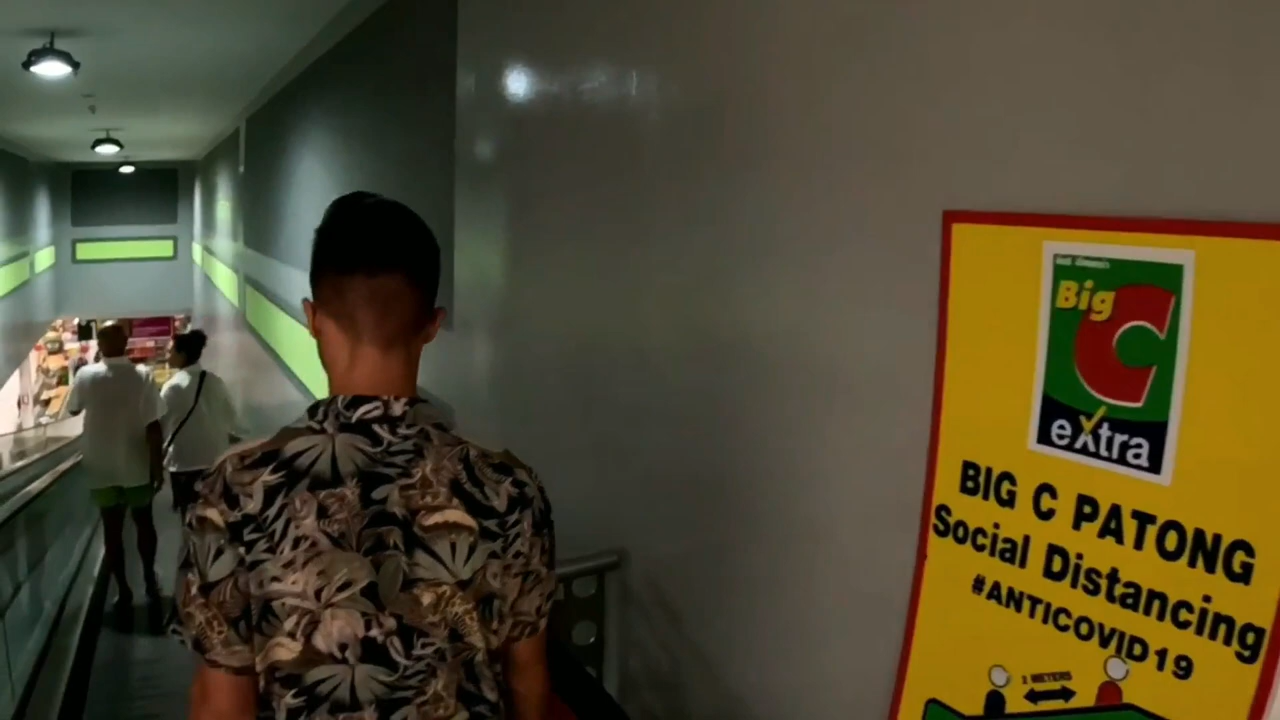 Big
C
extra
BIG C PATONG
Social Distancing
#ANTICOVID19
2 METERS